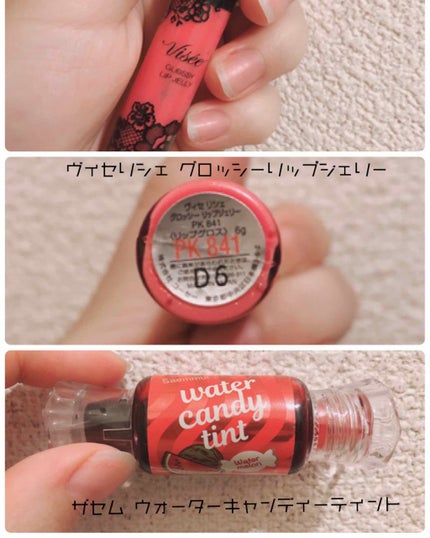 Visée
GLOSSY
LIP JELLY
ヴィセリシェ グロッシーリップジェリー
ヴィセ リシェ
グロッシー リップジェリー
PK 841
(リップグロス) 6g
PK 841
D6
Saemmul
water
candy
tint
Water
melon
ザセム ウォーターキャンディーティント